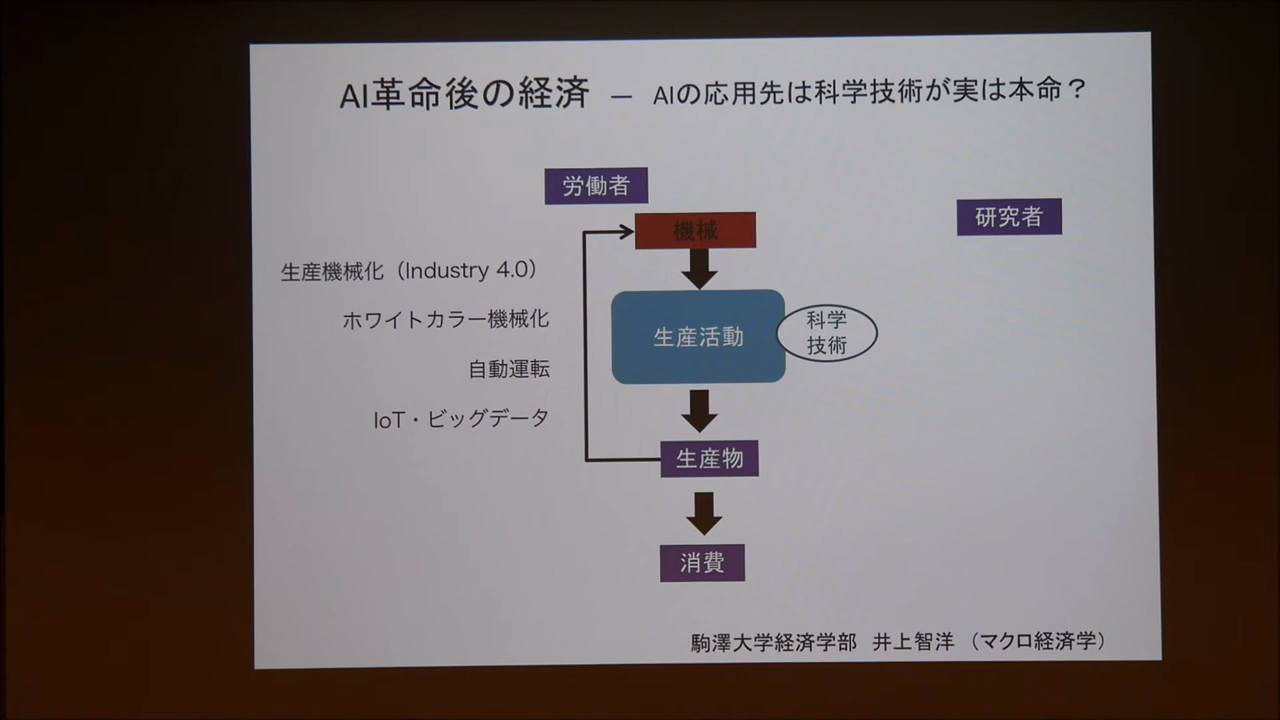 AI革命後の経済 — AIの応用先は科学技術が実は本命？
労働者
研究者
機械
生産機械化（Industry 4.0）
ホワイトカラー機械化
自動運転
IoT・ビッグデータ
生産活動
科学
技術
生産物
消費
駒澤大学経済学部 井上智洋 （マクロ経済学）